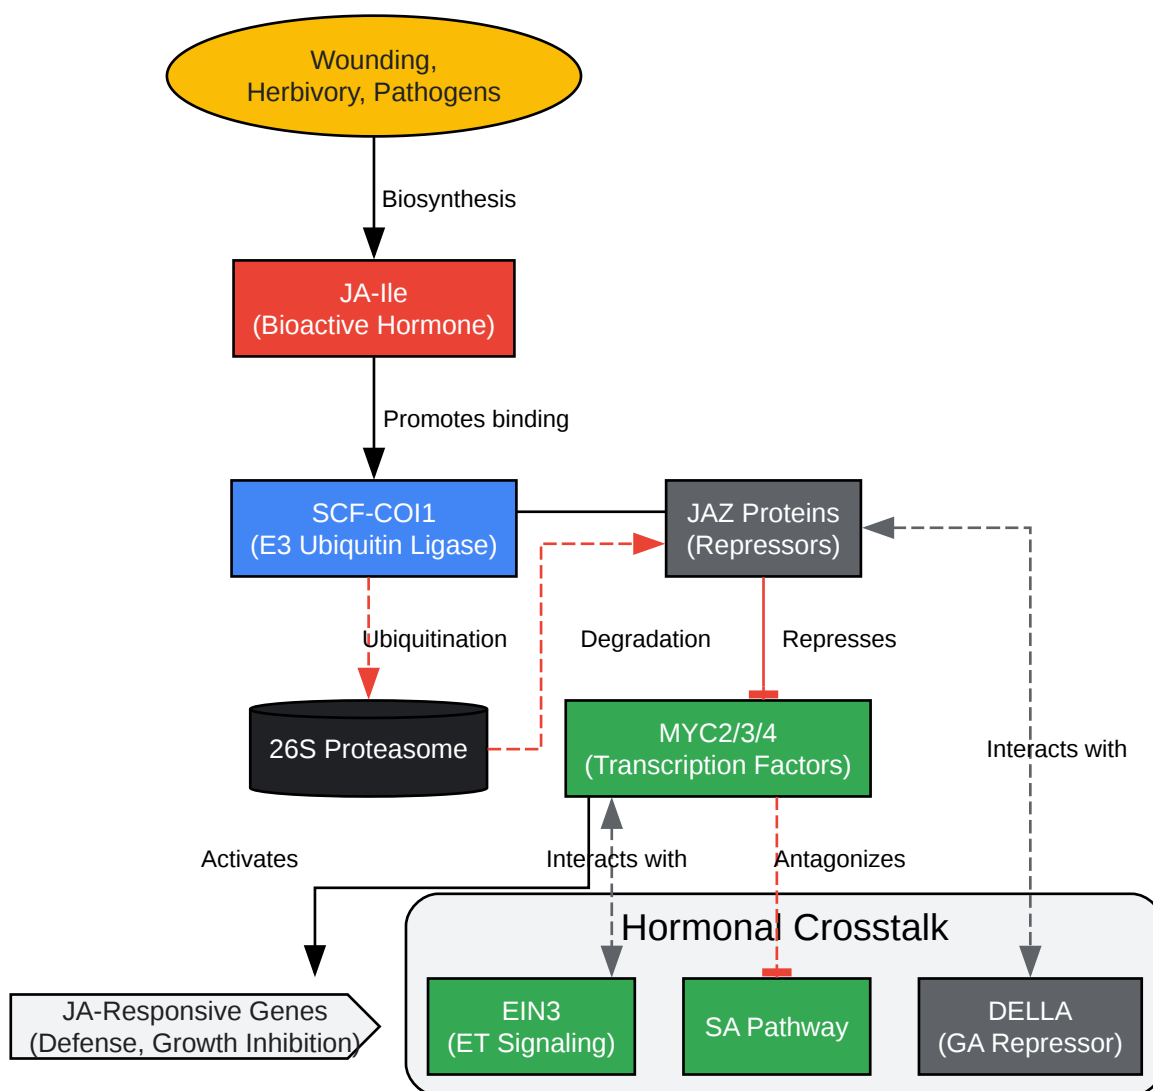 Wounding,
Herbivory, Pathogens
Biosynthesis
JA-Ile
(Bioactive Hormone)
Promotes binding
SCF-COI1
(E3 Ubiquitin Ligase)
JAZ Proteins
(Repressors)
Ubiquitination
Degradation
Represses
26S Proteasome
MYC2/3/4
(Transcription Factors)
Interacts with
Activates
Interacts with
Antagonizes
Hormonal Crosstalk
JA-Responsive Genes
(Defense, Growth Inhibition)
EIN3
(ET Signaling)
SA Pathway
DELLA
(GA Repressor)